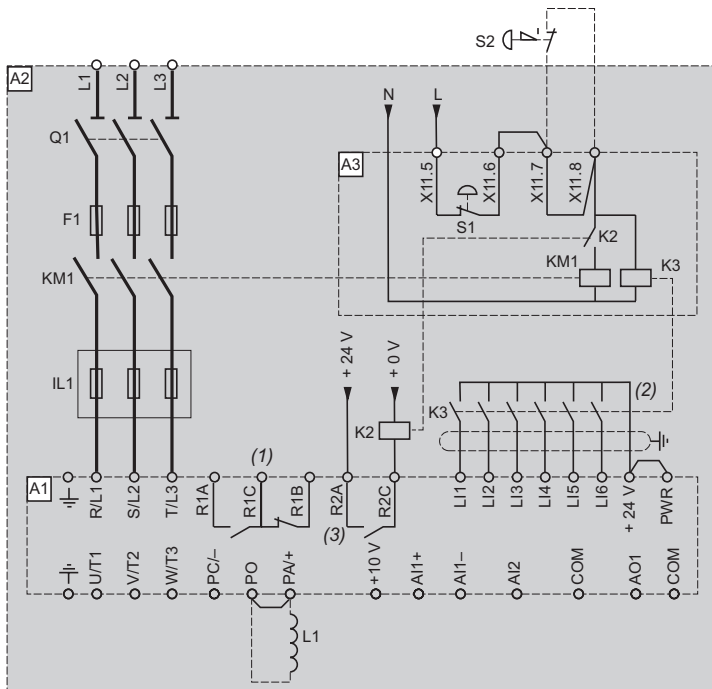 S2
A2
L1
L2
L3
N
L
Q1
A3
X11.5
X11.6
X11.7
X11.8
S1
K2
F1
KM1
K3
KM1
+ 24 V
+ 0 V
IL1
(2)
K3
K2
(1)
A1
R/L1
S/L2
T/L3
R1A
R1C
R1B
R2A
R2C
LI1
LI2
LI3
LI4
LI5
LI6
+ 24 V
PWR
(3)
U/T1
V/T2
W/T3
PC/–
PO
PA/+
+10 V
AI1+
AI1–
AI2
COM
AO1
COM
L1